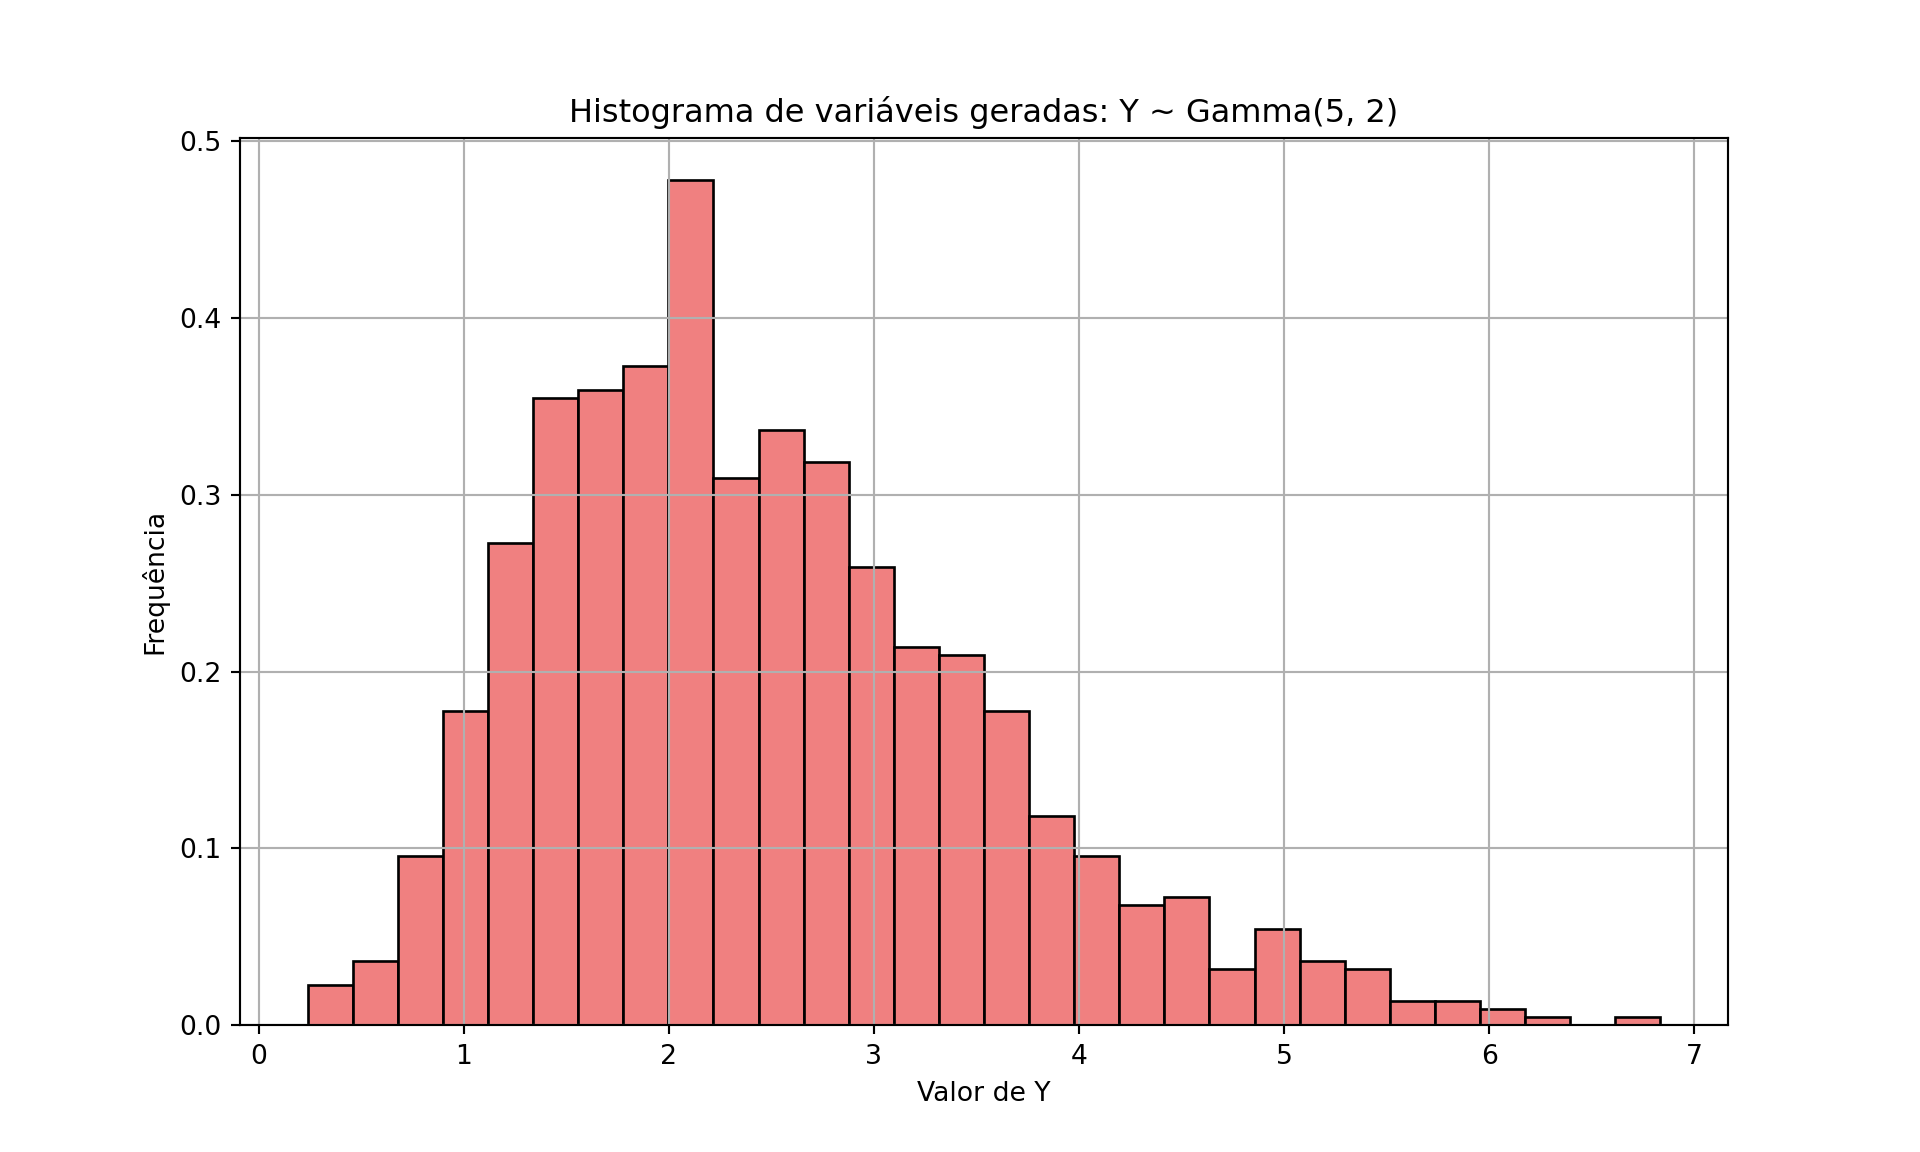 Histograma de variáveis geradas: Y ~ Gamma(5, 2)
0.5
0.4
0.3
0.2
0.1
0.0
Frequência
0 1 2 3 4 5 6 7
Valor de Y